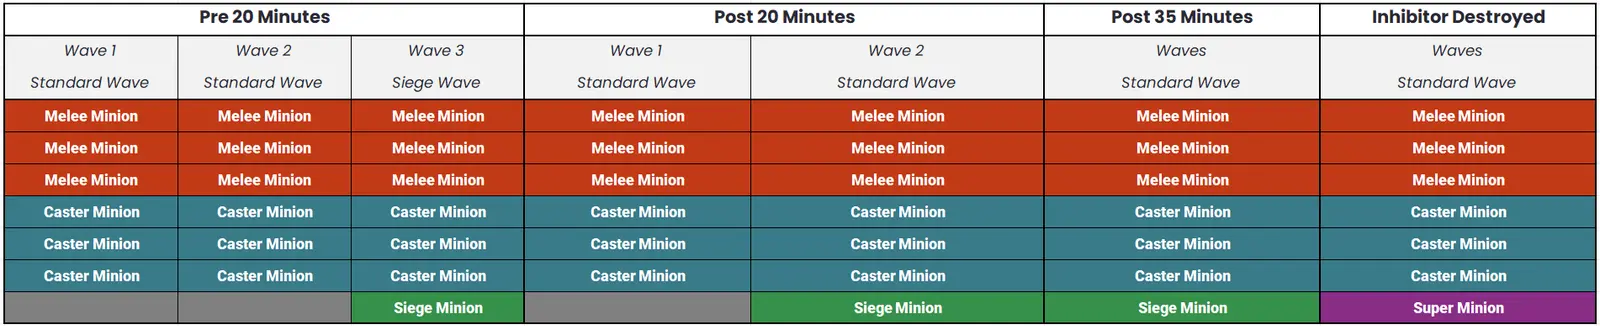 Pre 20 Minutes Post 20 Minutes Post 35 Minutes Inhibitor Destroyed
Wave 1 Wave 2 Wave 3 Wave 1 Wave 2 Waves Waves
Standard Wave Standard Wave Siege Wave Standard Wave Standard Wave Standard Wave Standard Wave
Melee Minion Melee Minion Melee Minion Melee Minion Melee Minion Melee Minion Melee Minion
Melee Minion Melee Minion Melee Minion Melee Minion Melee Minion Melee Minion Melee Minion
Melee Minion Melee Minion Melee Minion Melee Minion Melee Minion Melee Minion Melee Minion
Caster Minion Caster Minion Caster Minion Caster Minion Caster Minion Caster Minion Caster Minion
Caster Minion Caster Minion Caster Minion Caster Minion Caster Minion Caster Minion Caster Minion
Caster Minion Caster Minion Caster Minion Caster Minion Caster Minion Caster Minion Caster Minion
Siege Minion Siege Minion Siege Minion Super Minion